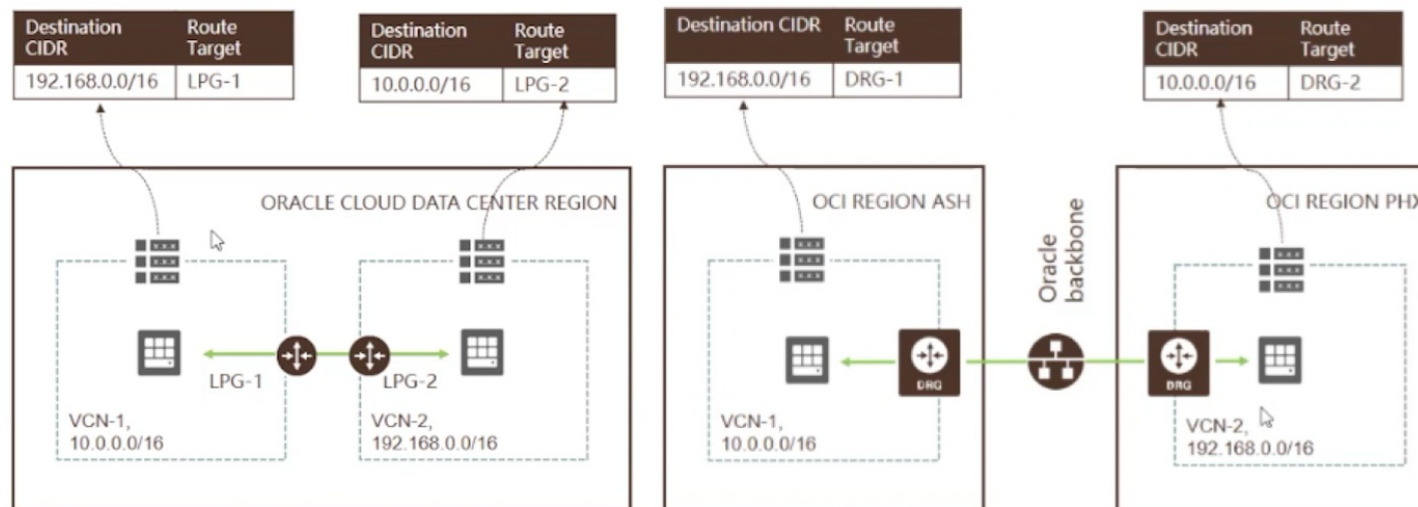 Destination CIDR
Route Target
192.168.0.0/16
LPG-1
Destination CIDR
Route Target
10.0.0.0/16
LPG-2
Destination CIDR
Route Target
192.168.0.0/16
DRG-1
Destination CIDR
Route Target
10.0.0.0/16
DRG-2
ORACLE CLOUD DATA CENTER REGION
LPG-1
LPG-2
VCN-1,
10.0.0.0/16
VCN-2,
192.168.0.0/16
OCI REGION ASH
DRG
VCN-1,
10.0.0.0/16
Oracle
backbone
OCI REGION PHX
DRG
VCN-2,
192.168.0.0/16